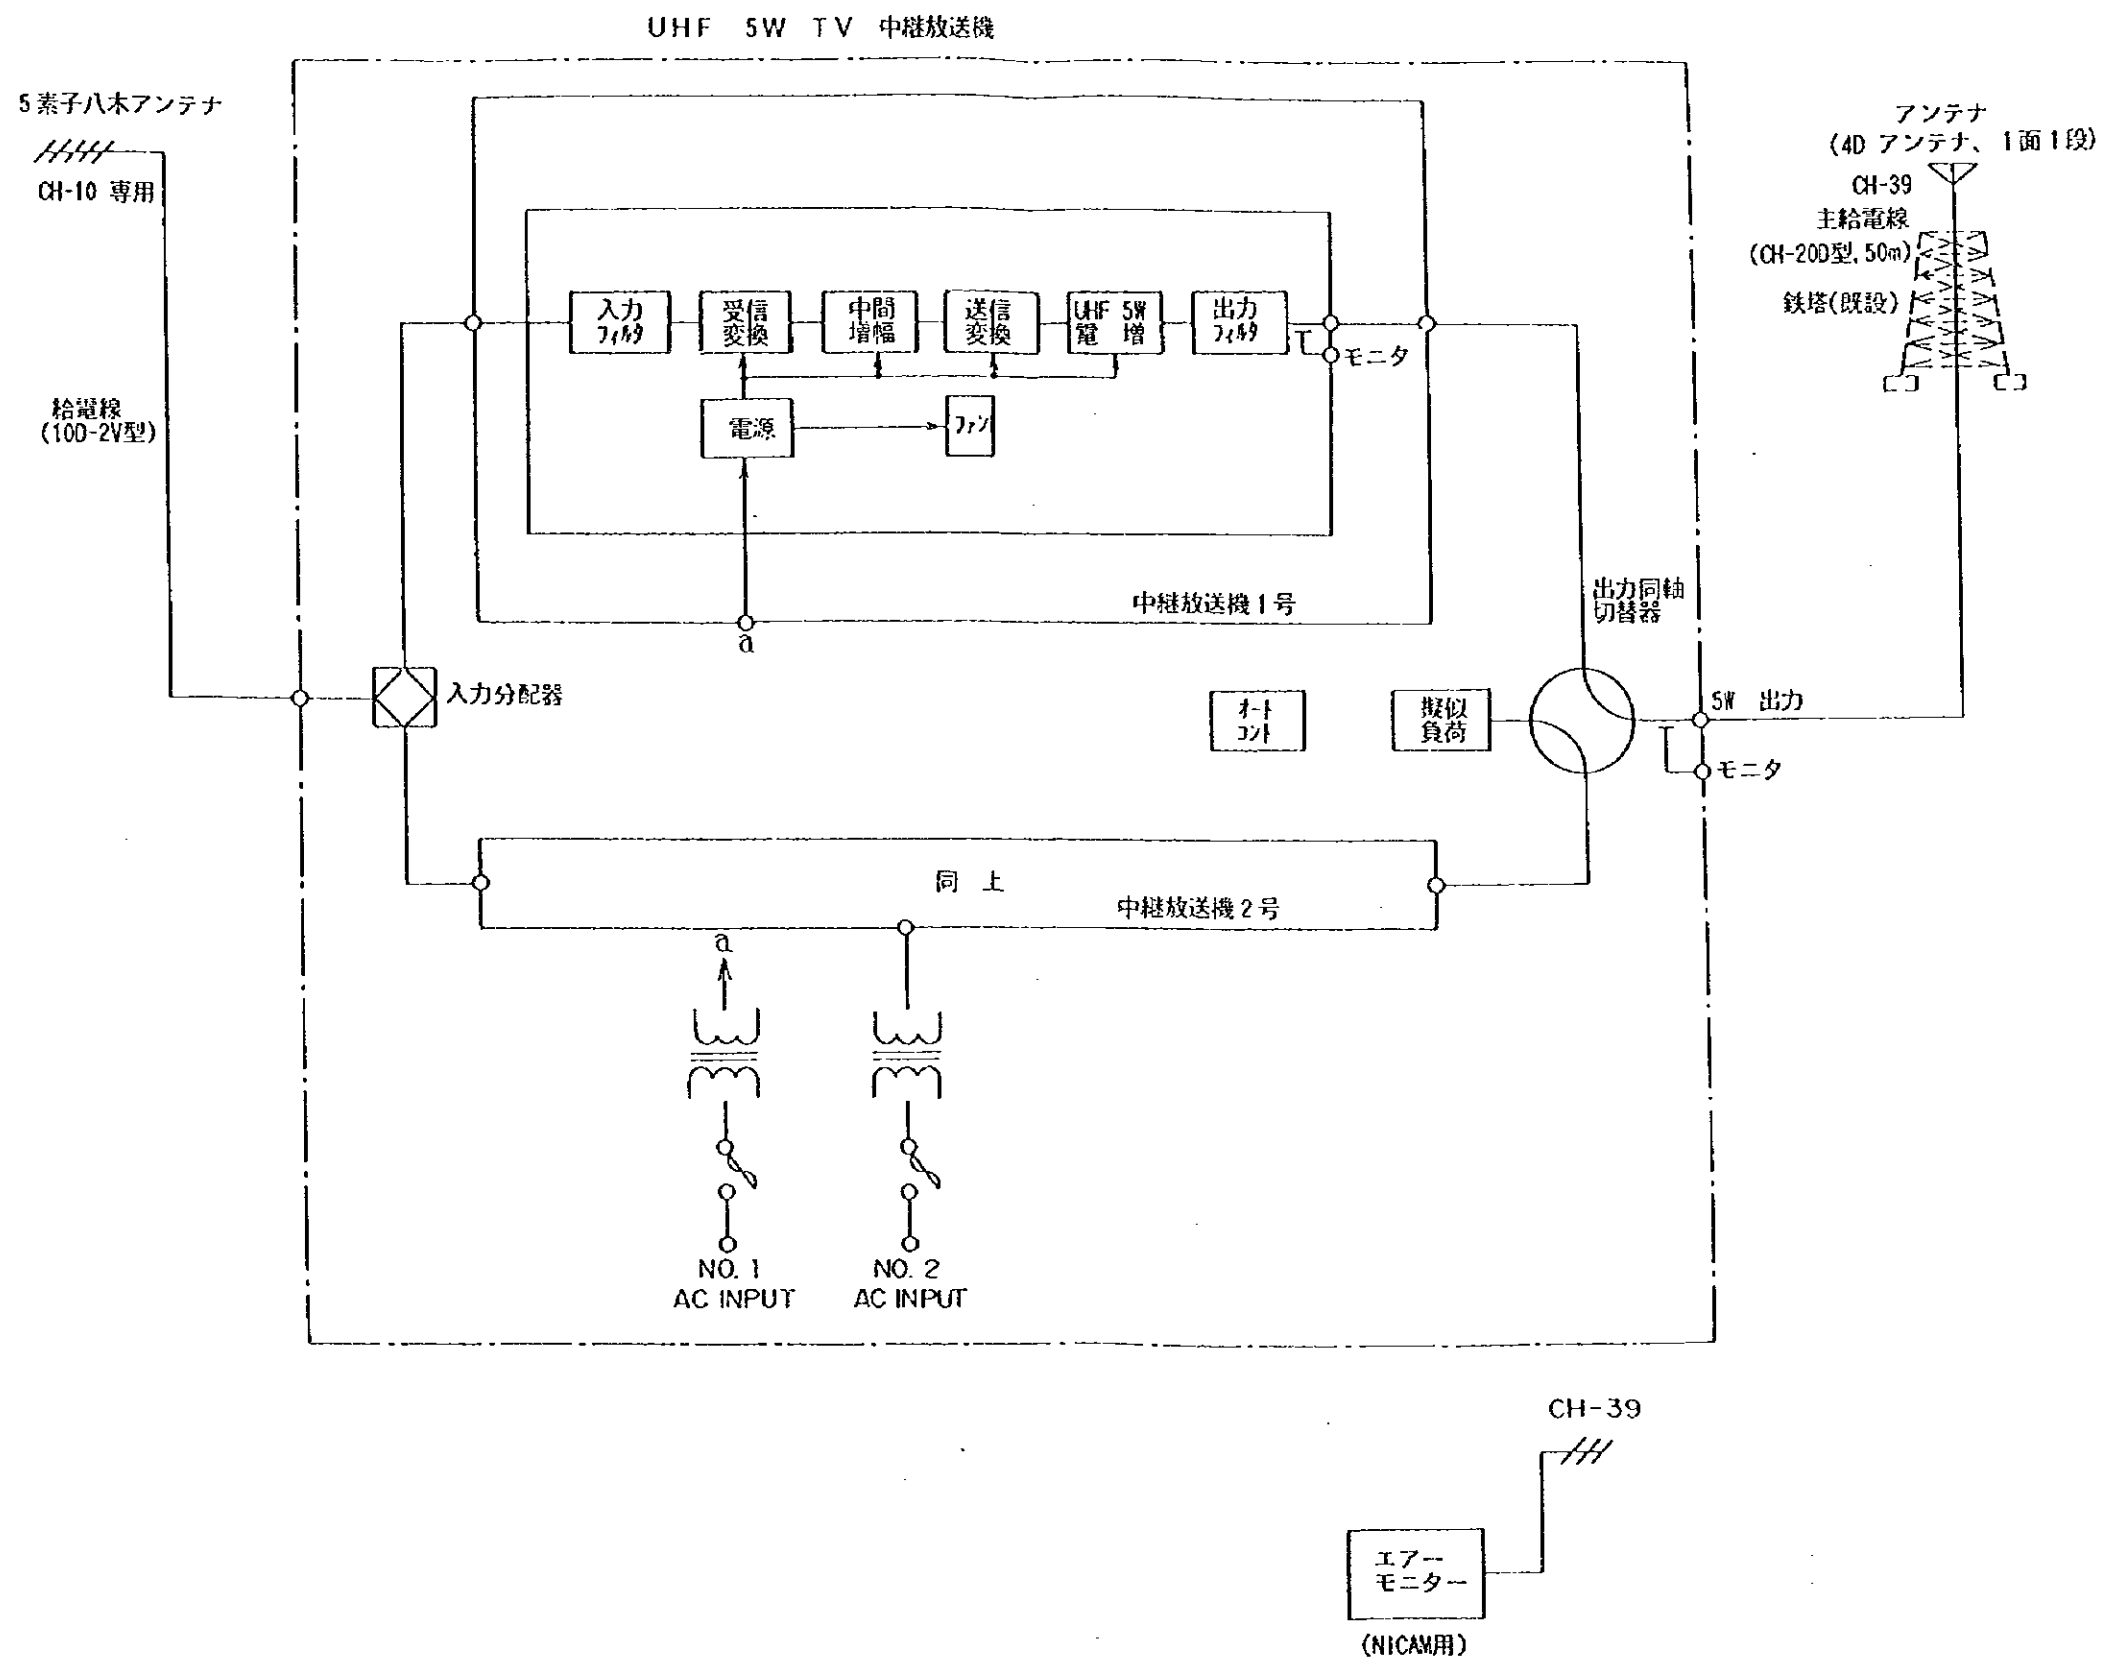 UHF 5W TV 中継放送機
5素子八木アンテナ
CH-10 専用
給電線
(10D-2V型)
アンテナ
(4D アンテナ、1面1段)
CH-39
主給電線
(CH-20D型, 50m)
鉄塔(既設)
入力
フィルタ
受信
変換
中間
増幅
送信
変換
UHF 5W
電 増
出力
フィルタ
モニタ
電源
ファン
中継放送機1号
a
出力同軸
切替器
入力分配器
オート
コント
擬似
負荷
5W 出力
モニタ
同 上
中継放送機2号
a
NO. 1
AC INPUT
NO. 2
AC INPUT
CH-39
エアー
モニター
(NICAM用)